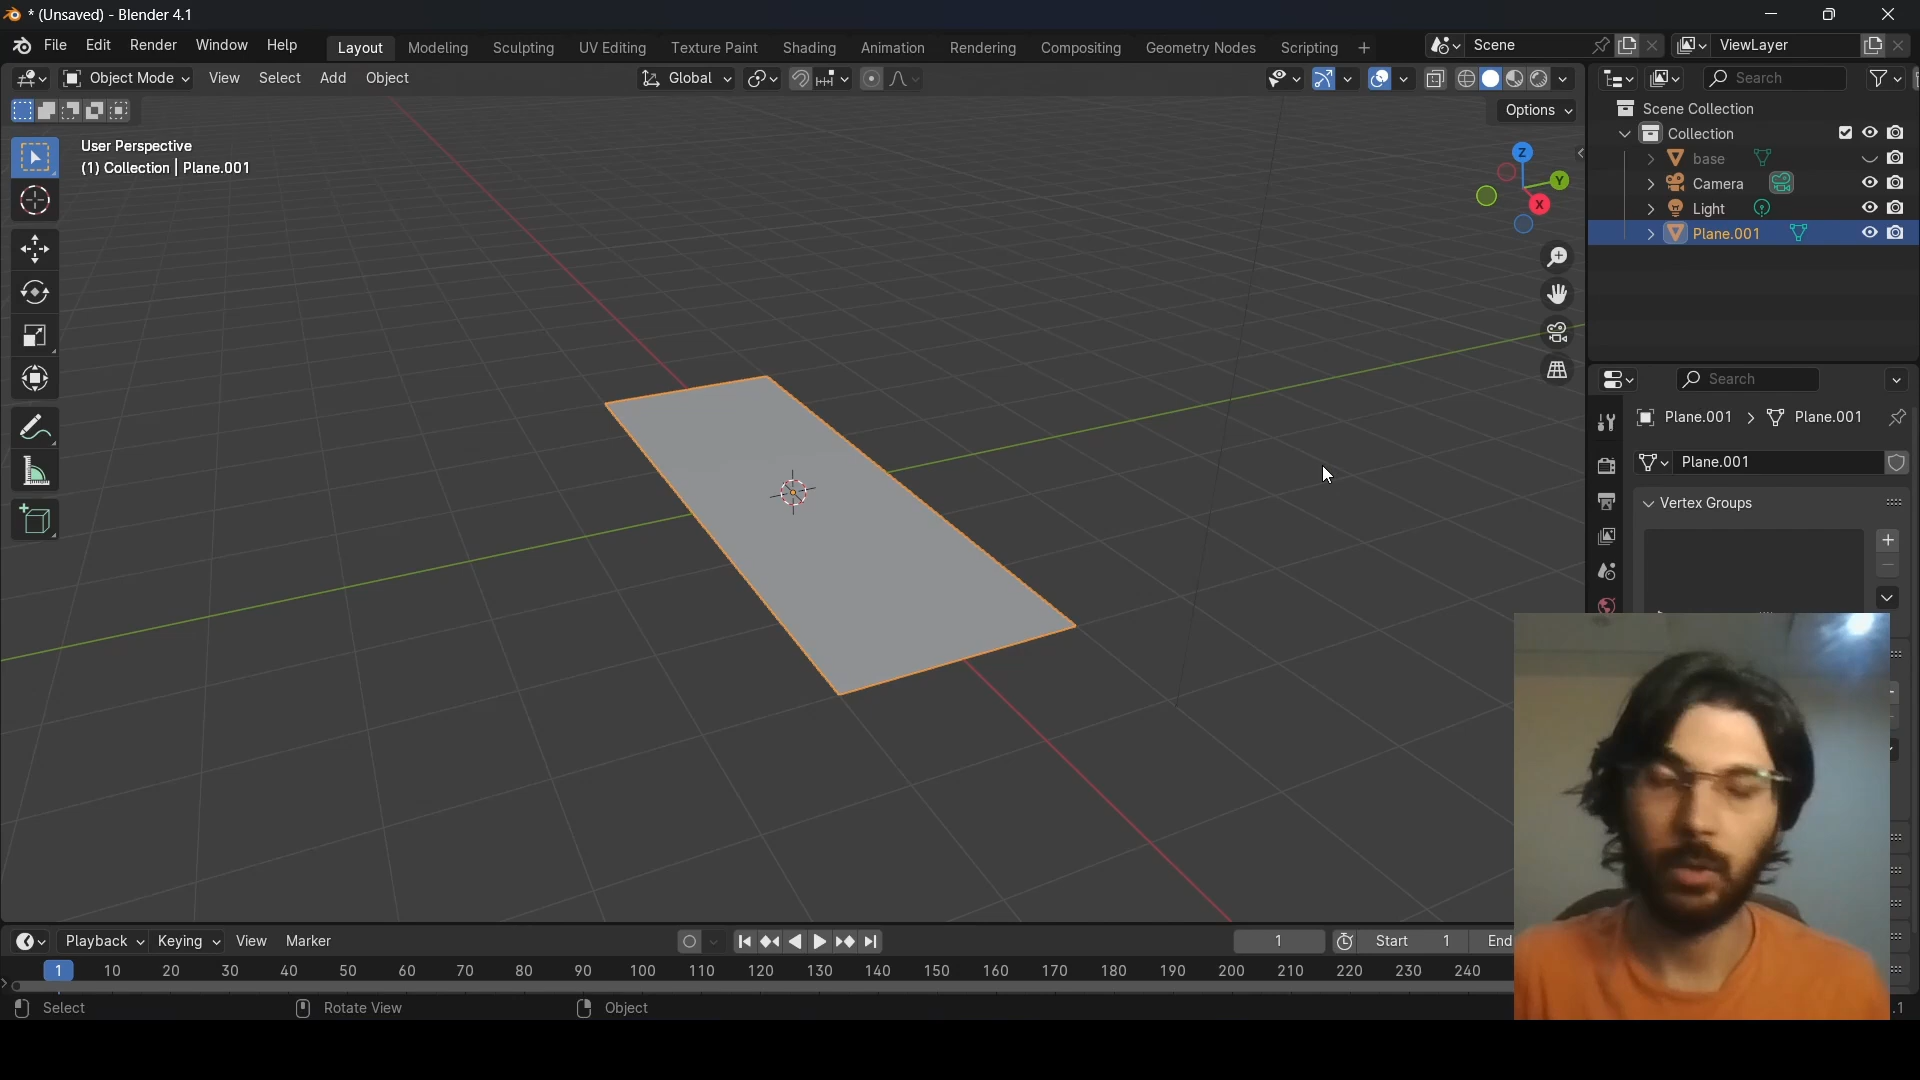 * (Unsaved) - Blender 4.1
File Edit Render Window Help
Layout Modeling Sculpting UV Editing Texture Paint Shading Animation Rendering Compositing Geometry Nodes Scripting +
Scene
ViewLayer
Object Mode View Select Add Object
Global
Search
Options
User Perspective
(1) Collection | Plane.001
Z
Y
X
Scene Collection
Collection
base
Camera
Light
Plane.001
Search
Plane.001 > Plane.001
Plane.001
Vertex Groups
Playback Keying View Marker
1 Start 1 End
1 10 20 30 40 50 60 70 80 90 100 110 120 130 140 150 160 170 180 190 200 210 220 230 240
Select Rotate View Object
.1